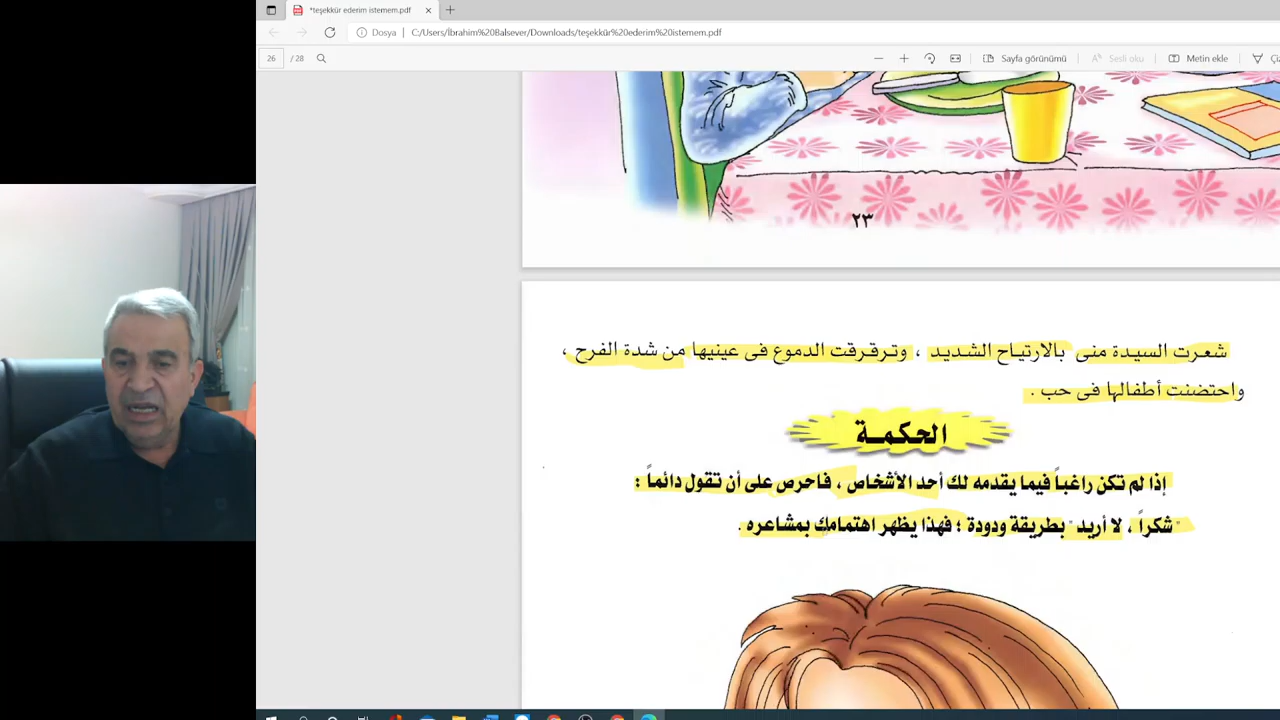 *teşekkür ederim istemem.pdf
Dosya C:/Users/İbrahim%20Balsever/Downloads/teşekkür%20ederim%20istemem.pdf
26 / 28 Sayfa görünümü Sesli oku Metin ekle
٢٣
شعرت السيدة منى بالارتياح الشديد ، وترقرقت الدموع فى عينيها من شدة الفرح ،
واحتضنت أطفالها فى حب .
الحكمـة
إذا لم تكن راغباً فيما يقدمه لك أحد الأشخاص ، فاحرص على أن تقول دائماً :
"شكراً ، لا أريد" بطريقة ودودة ؛ فهذا يظهر اهتمامك بمشاعره .